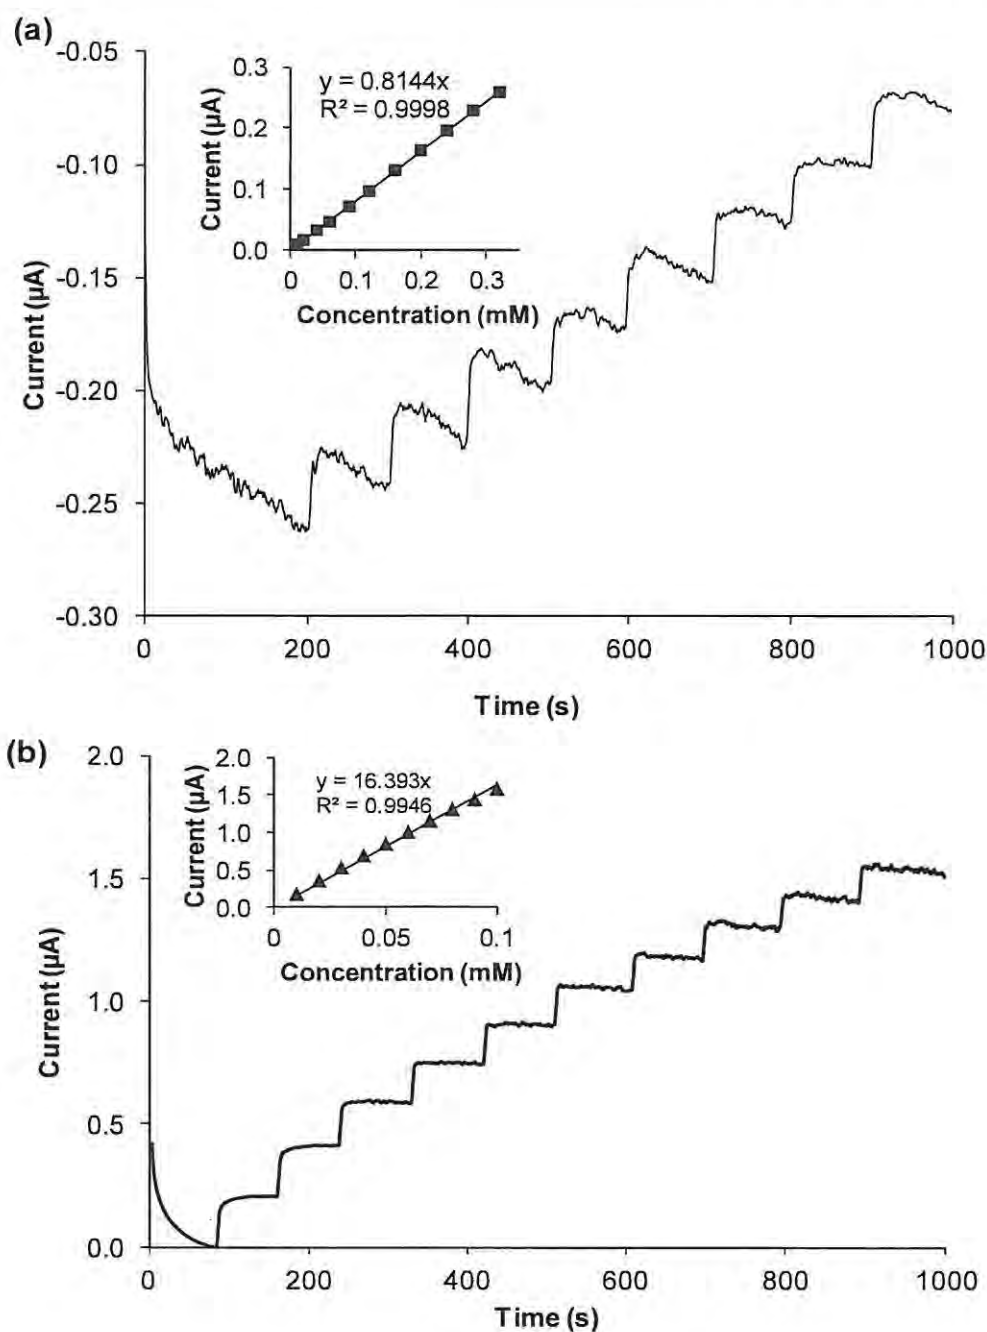 (a)
-0.05
-0.10
-0.15
-0.20
-0.25
-0.30
Current (µA)
0
200
400
600
800
1000
Time (s)
0.3
0.2
0.1
0.0
Current (µA)
y = 0.8144x
R² = 0.9998
0
0.1
0.2
0.3
Concentration (mM)
(b)
2.0
1.5
1.0
0.5
0.0
Current (µA)
0
200
400
600
800
1000
Time (s)
2.0
1.5
1.0
0.5
0.0
Current (µA)
y = 16.393x
R² = 0.9946
0
0.05
0.1
Concentration (mM)